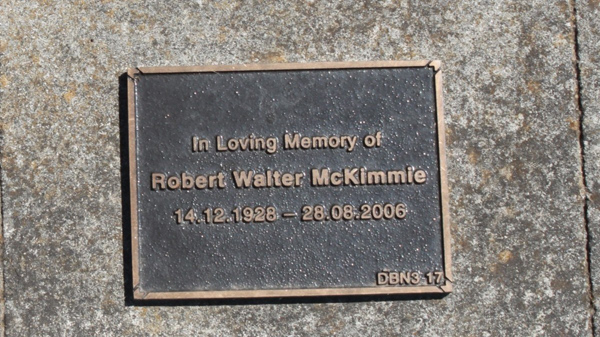 In Loving Memory of
Robert Walter McKimmie
14.12.1928 – 28.08.2006
DBN3 17